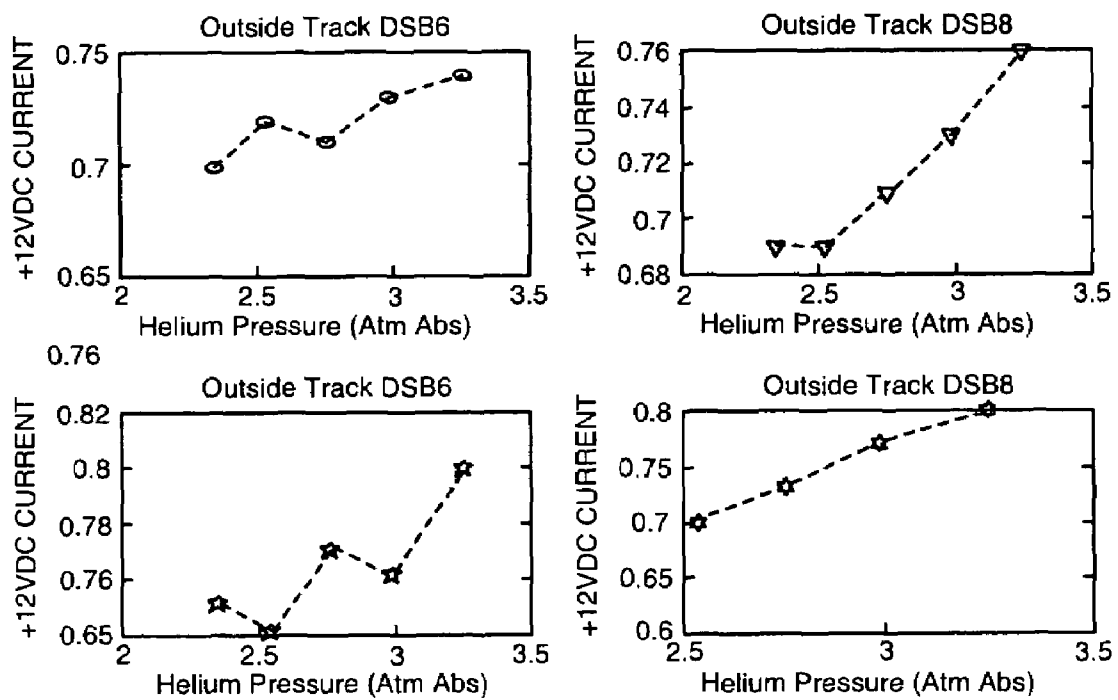 Outside Track DSB6
+12VDC CURRENT
0.75
0.7
0.65
2 2.5 3 3.5
Helium Pressure (Atm Abs)
Outside Track DSB8
+12VDC CURRENT
0.76
0.74
0.72
0.7
0.68
2 2.5 3 3.5
Helium Pressure (Atm Abs)
0.76
Outside Track DSB6
+12VDC CURRENT
0.82
0.8
0.78
0.76
0.65
2 2.5 3 3.5
Helium Pressure (Atm Abs)
Outside Track DSB8
+12VDC CURRENT
0.8
0.75
0.7
0.65
0.6
2.5 3 3.5
Helium Pressure (Atm Abs)